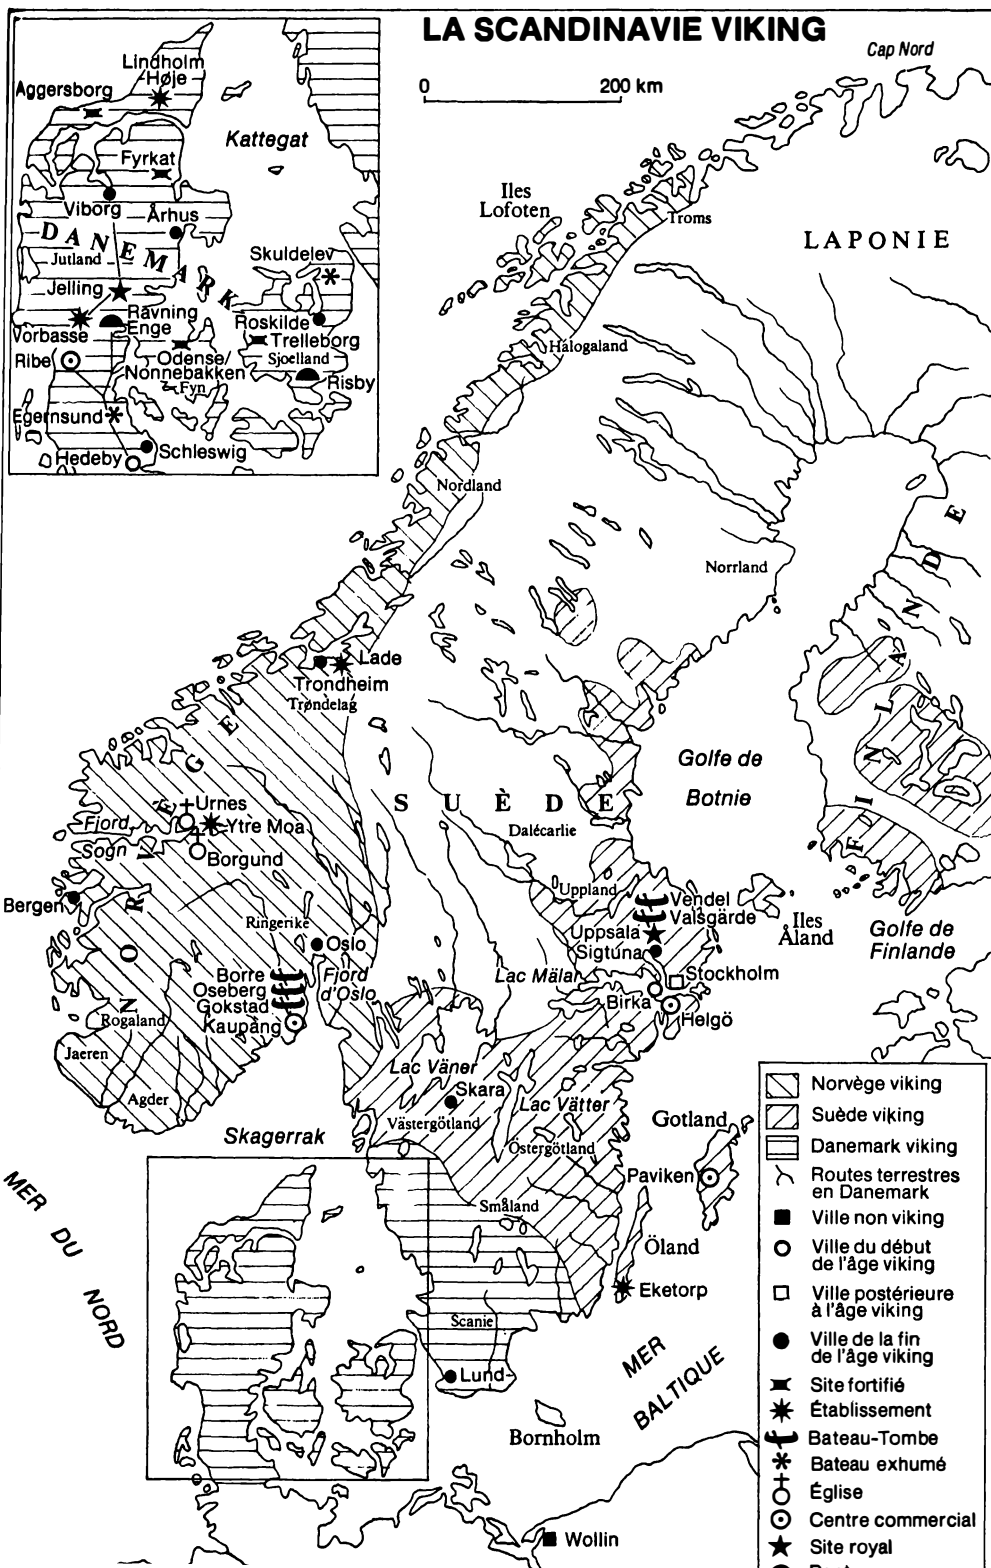 LA SCANDINAVIE VIKING
0 200 km
Cap Nord
Lindholm
Høje
Aggersborg
Kattegat
Fyrkat
Viborg
Århus
DANEMARK
Jutland
Skuldelev
Jelling
Ravning
Enge
Vorbasse
Roskilde
Trelleborg
Ribe
Odense/
Nonnebakken
Fyn
Sjoelland
Risby
Egernsund
Schleswig
Hedeby
Iles
Lofoten
Troms
LAPONIE
Halogaland
Nordland
Norrland
FINLANDE
Lade
Trondheim
Trøndelag
NORVÈGE
SUÈDE
Golfe de
Botnie
Dalécarlie
Urnes
Ytre Moa
Fjord
Sogn
Borgund
Bergen
Uppland
Vendel
Valsgärde
Uppsala
Sigtuna
Iles
Åland
Golfe de
Finlande
Ringerike
Oslo
Borre
Oseberg
Gokstad
Kaupang
Fjord
d'Oslo
Lac Mälar
Stockholm
Birka
Helgö
Rogaland
Jaeren
Agder
Lac Väner
Skara
Lac Vätter
Västergötland
Östergötland
Skagerrak
Gotland
Paviken
Småland
Öland
Eketorp
MER DU NORD
Scanie
Lund
MER
BALTIQUE
Bornholm
Wollin
Norvège viking
Suède viking
Danemark viking
Routes terrestres
en Danemark
Ville non viking
Ville du début
de l'âge viking
Ville postérieure
à l'âge viking
Ville de la fin
de l'âge viking
Site fortifié
Établissement
Bateau-Tombe
Bateau exhumé
Église
Centre commercial
Site royal